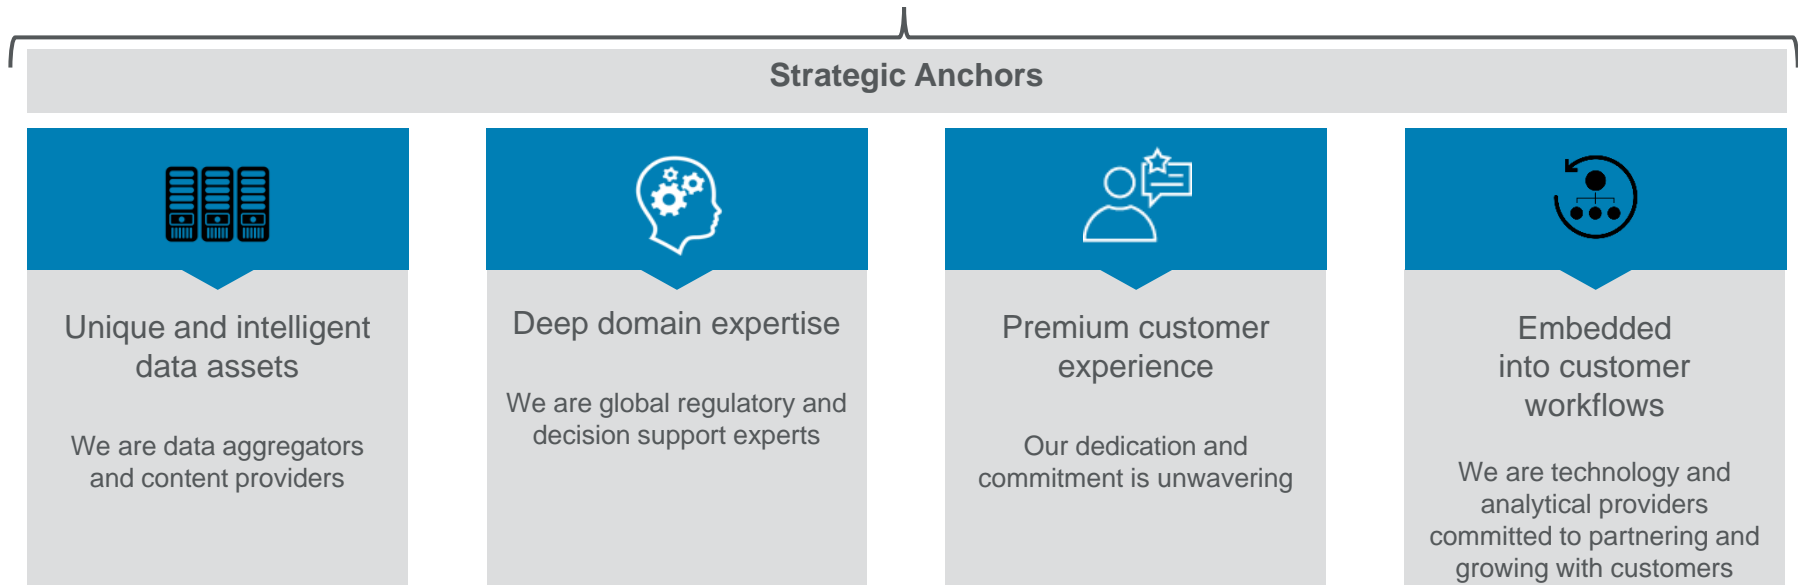 Strategic Anchors
Unique and intelligent
data assets
We are data aggregators
and content providers
Deep domain expertise
We are global regulatory and
decision support experts
Premium customer
experience
Our dedication and
commitment is unwavering
Embedded
into customer
workflows
We are technology and
analytical providers
committed to partnering and
growing with customers